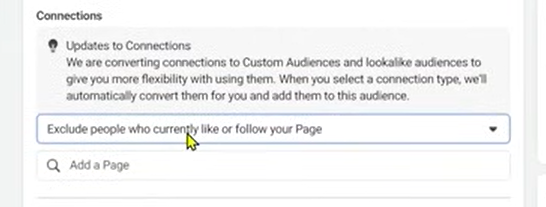 Connections
Updates to Connections
We are converting connections to Custom Audiences and lookalike audiences to
give you more flexibility with using them. When you select a connection type, we'll
automatically convert them for you and add them to this audience.
Exclude people who currently like or follow your Page
Add a Page